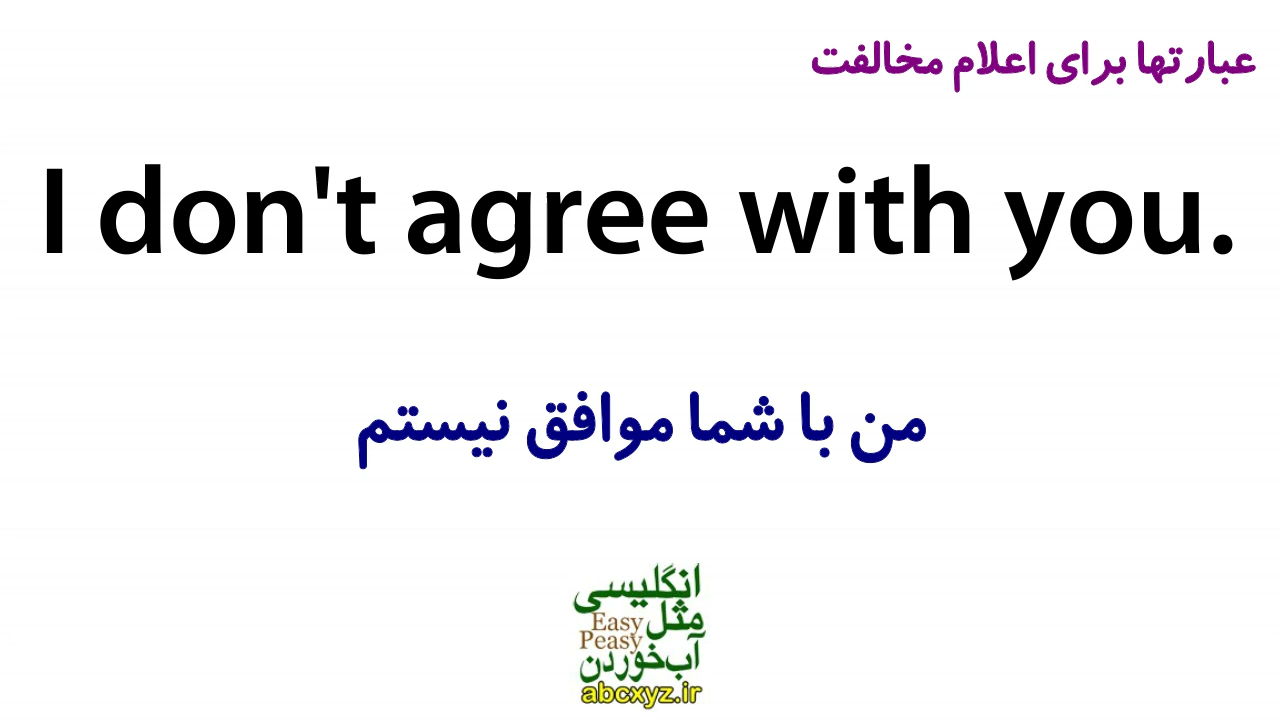 عبارتها برای اعلام مخالفت
I don't agree with you.
من با شما موافق نیستم
انگلیسی
مثل Easy
Peasy
آب‌خوردن
abcxyz.ir